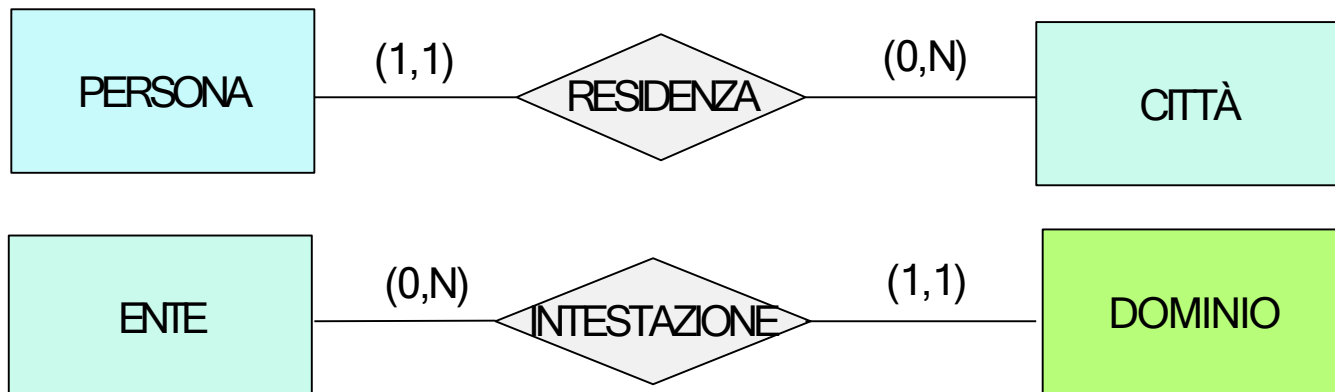 PERSONA
(1,1)
RESIDENZA
(0,N)
CITTÀ
ENTE
(0,N)
INTESTAZIONE
(1,1)
DOMINIO